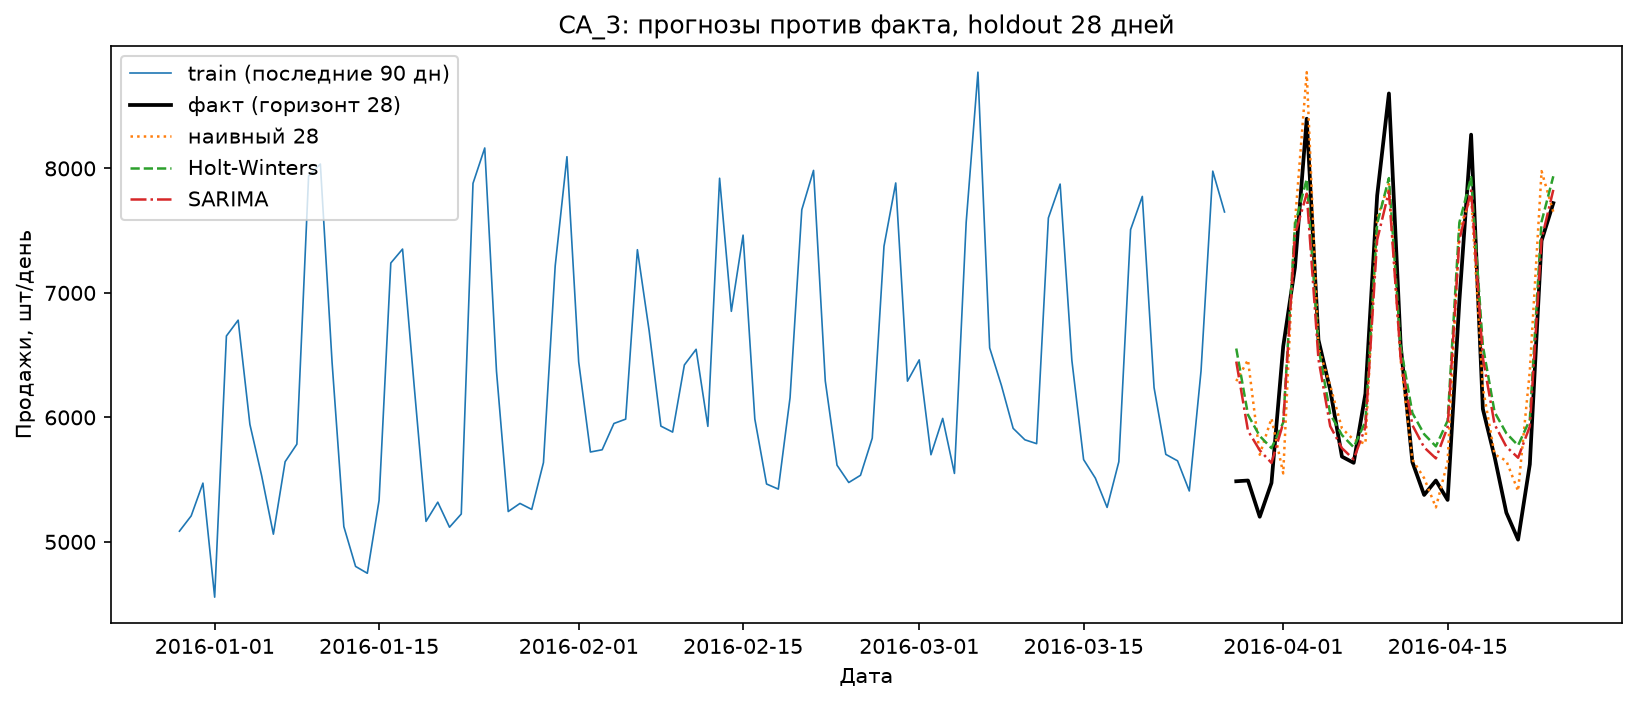 CA_3: прогнозы против факта, holdout 28 дней
train (последние 90 дн)
факт (горизонт 28)
наивный 28
Holt-Winters
SARIMA
Продажи, шт/день
8000
7000
6000
5000
2016-01-01
2016-01-15
2016-02-01
2016-02-15
2016-03-01
2016-03-15
2016-04-01
2016-04-15
Дата